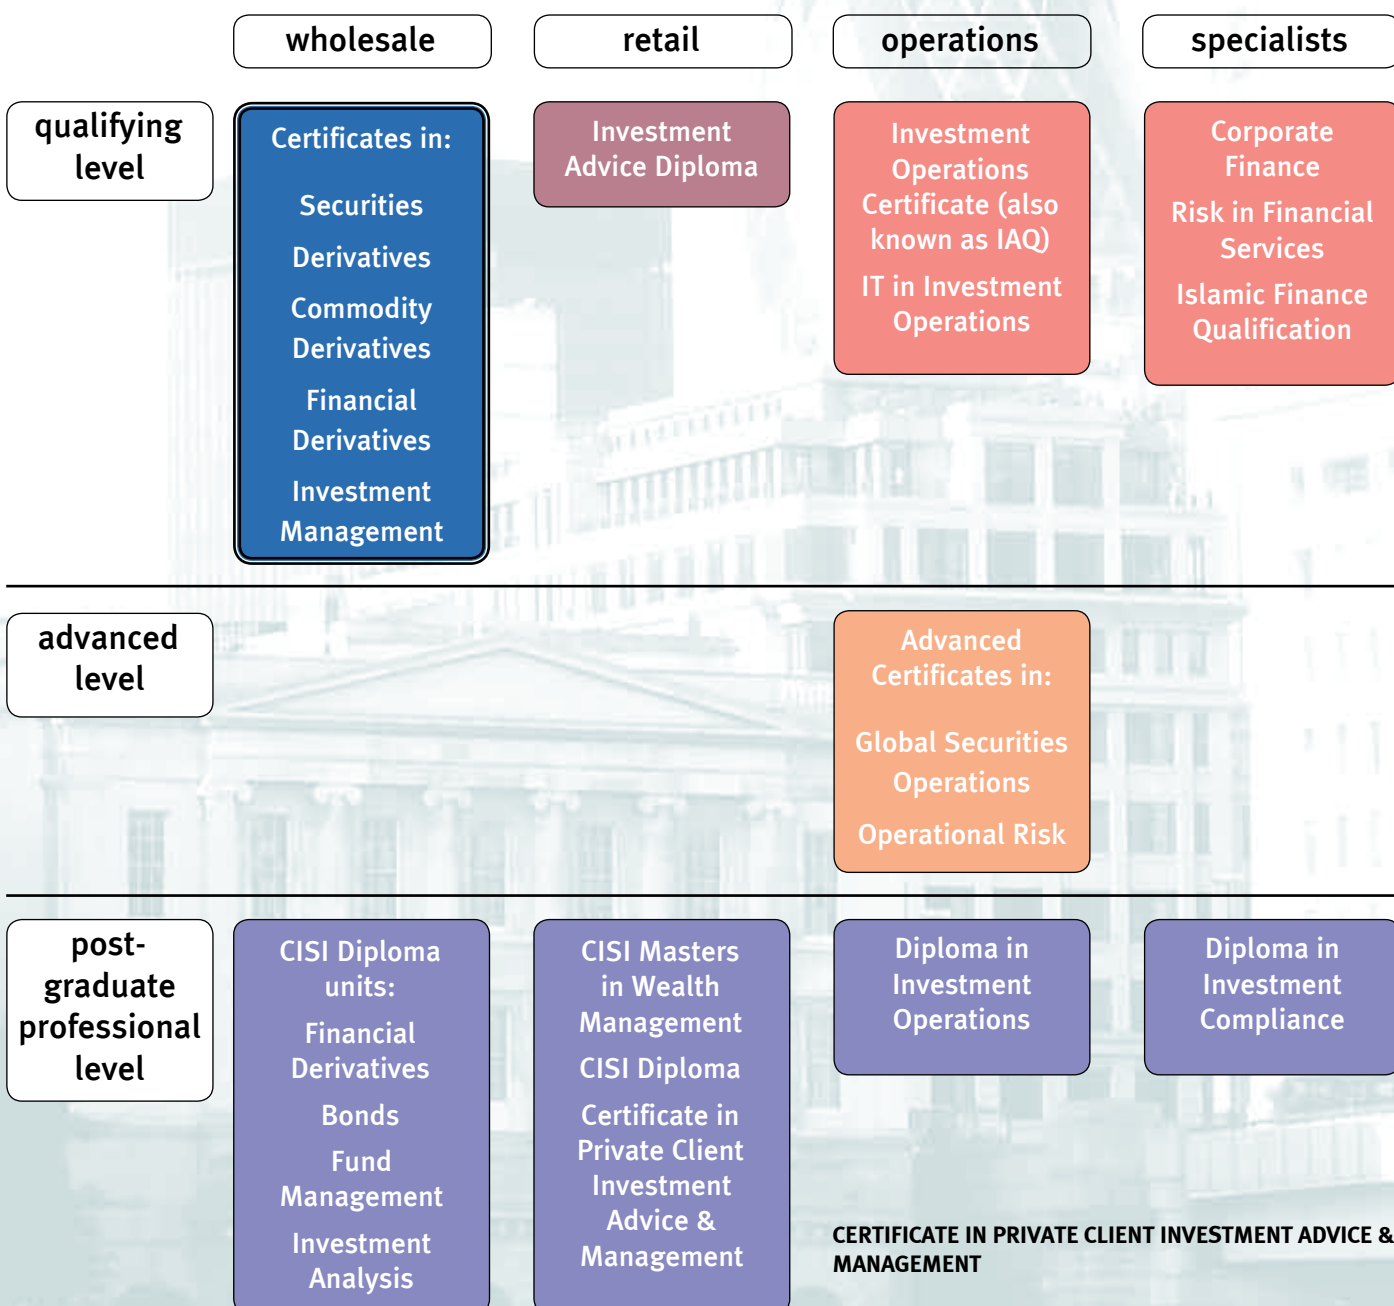 wholesale
retail
operations
specialists
qualifying
level
Certificates in:
Securities
Derivatives
Commodity
Derivatives
Financial
Derivatives
Investment
Management
Investment
Advice Diploma
Investment
Operations
Certificate (also
known as IAQ)
IT in Investment
Operations
Corporate
Finance
Risk in Financial
Services
Islamic Finance
Qualification
advanced
level
Advanced
Certificates in:
Global Securities
Operations
Operational Risk
post-
graduate
professional
level
CISI Diploma
units:
Financial
Derivatives
Bonds
Fund
Management
Investment
Analysis
CISI Masters
in Wealth
Management
CISI Diploma
Certificate in
Private Client
Investment
Advice &
Management
Diploma in
Investment
Operations
Diploma in
Investment
Compliance
CERTIFICATE IN PRIVATE CLIENT INVESTMENT ADVICE &
MANAGEMENT